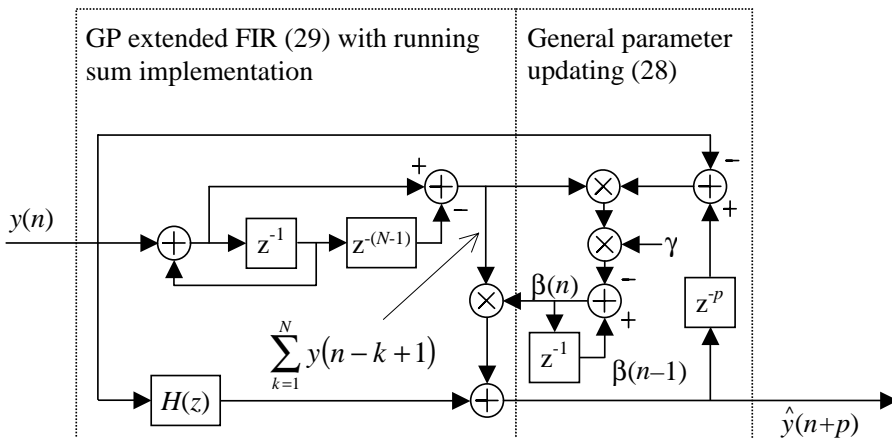 GP extended FIR (29) with running
sum implementation
General parameter
updating (28)
−
+
+
−
y(n)
z⁻¹
z⁻⁽ᴺ⁻¹⁾
γ
−
β(n)
+
z⁻ᵖ
z⁻¹
β(n–1)
N
∑ y(n − k + 1)
k=1
H(z)
ŷ(n+p)